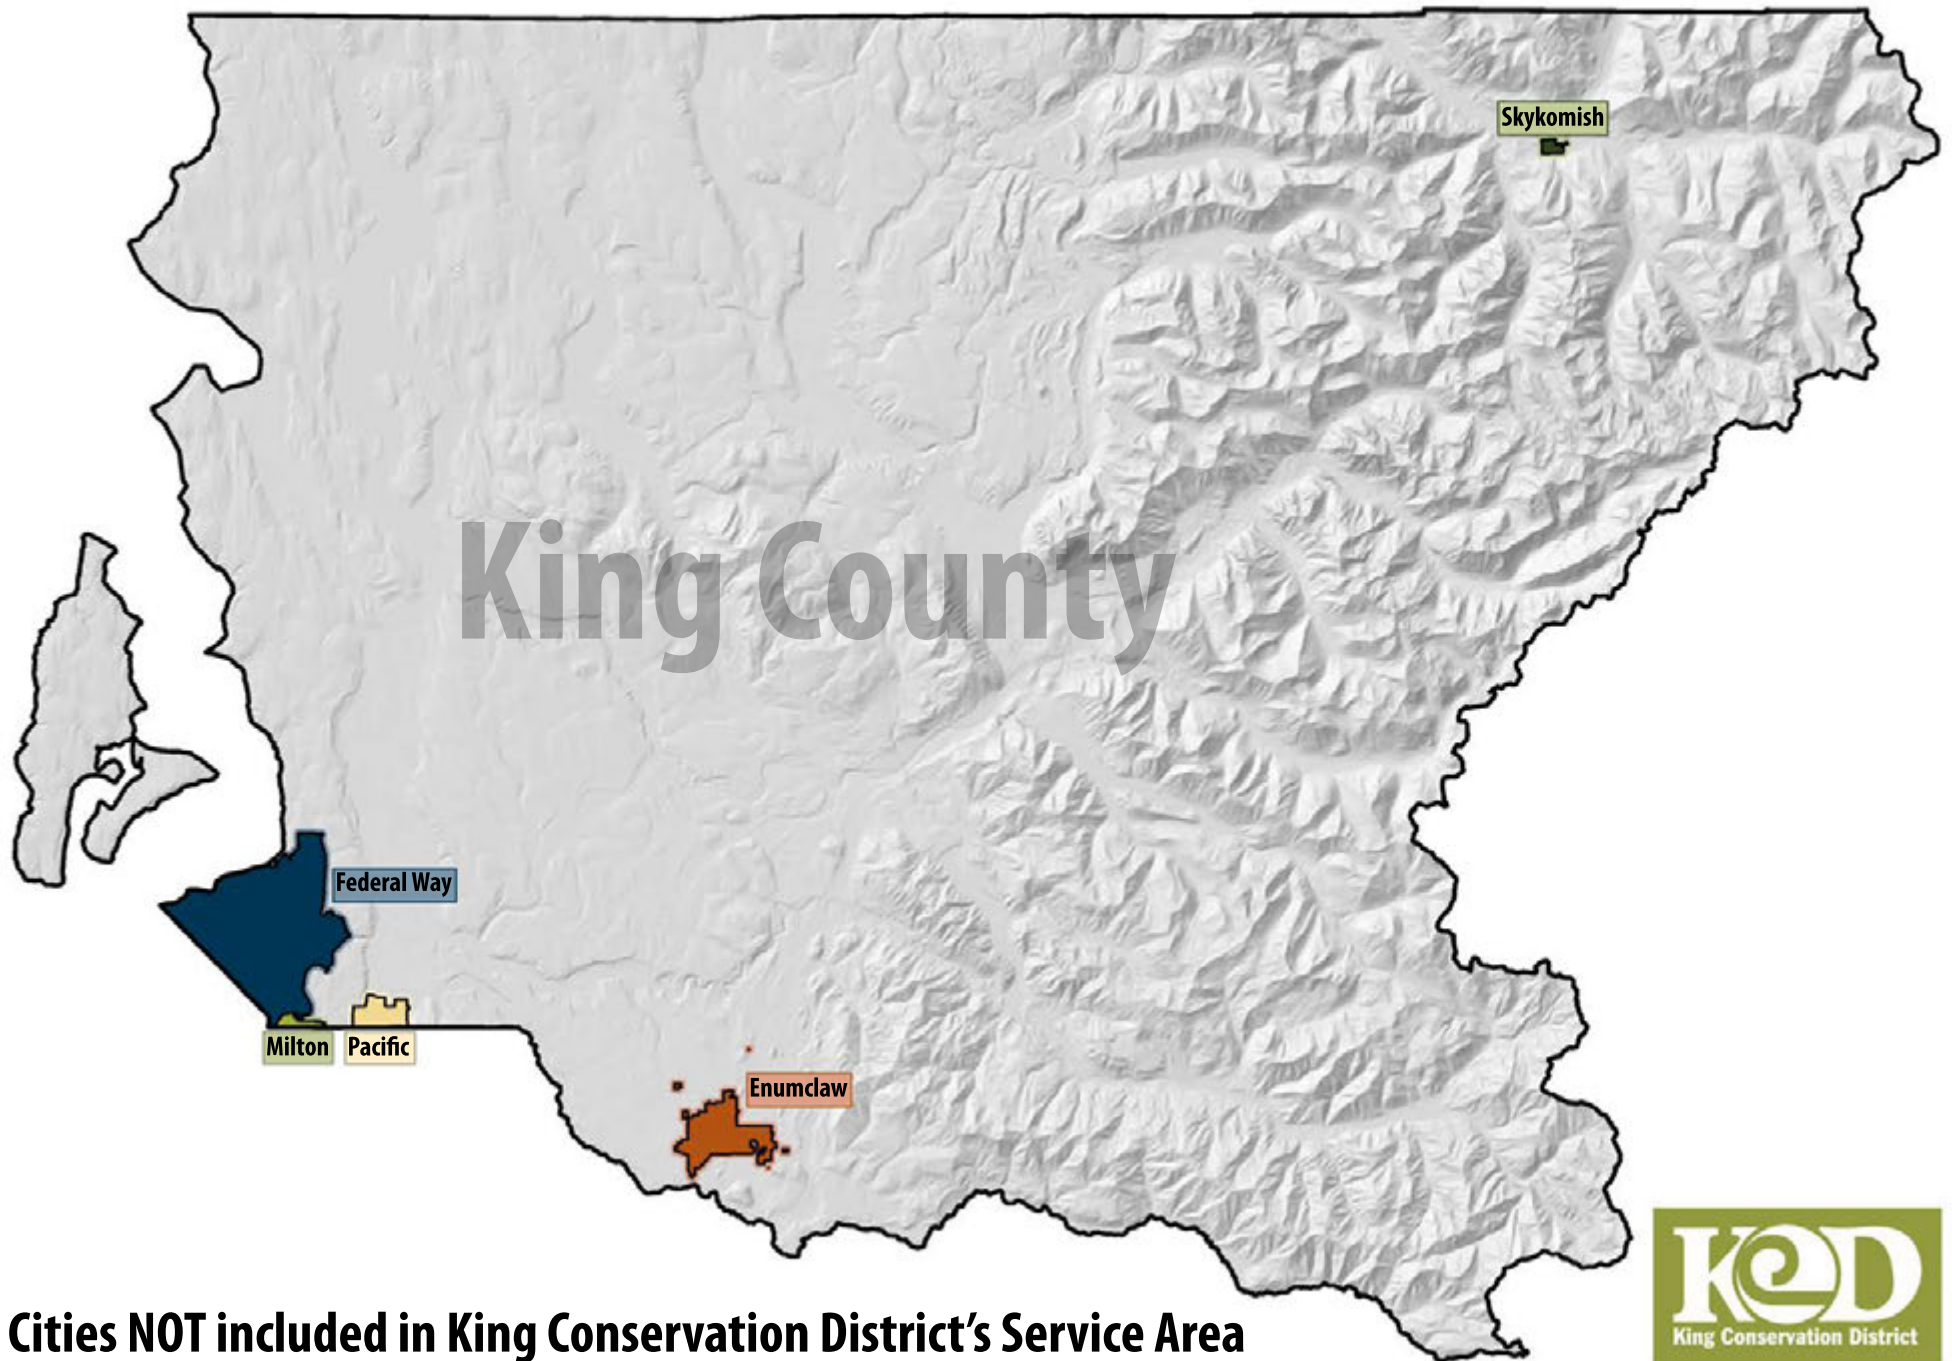 Skykomish
King County
Federal Way
Milton
Pacific
Enumclaw
Cities NOT included in King Conservation District's Service Area
KCD
King Conservation District